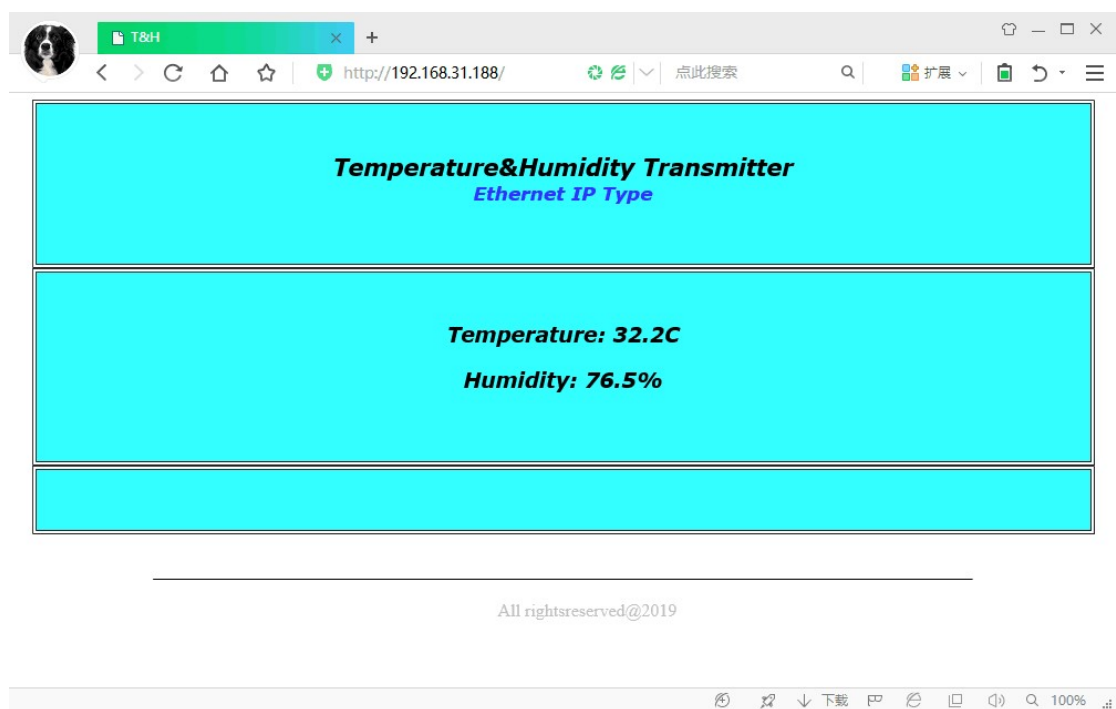 T&H
http://192.168.31.188/
点此搜索
扩展
Temperature&Humidity Transmitter
Ethernet IP Type
Temperature: 32.2C
Humidity: 76.5%
All rightsreserved@2019
下载
100%